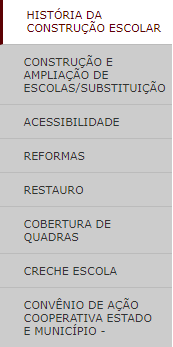 HISTÓRIA DA
CONSTRUÇÃO ESCOLAR
CONSTRUÇÃO E
AMPLIAÇÃO DE
ESCOLAS/SUBSTITUIÇÃO
ACESSIBILIDADE
REFORMAS
RESTAURO
COBERTURA DE
QUADRAS
CRECHE ESCOLA
CONVÊNIO DE AÇÃO
COOPERATIVA ESTADO
E MUNICÍPIO -